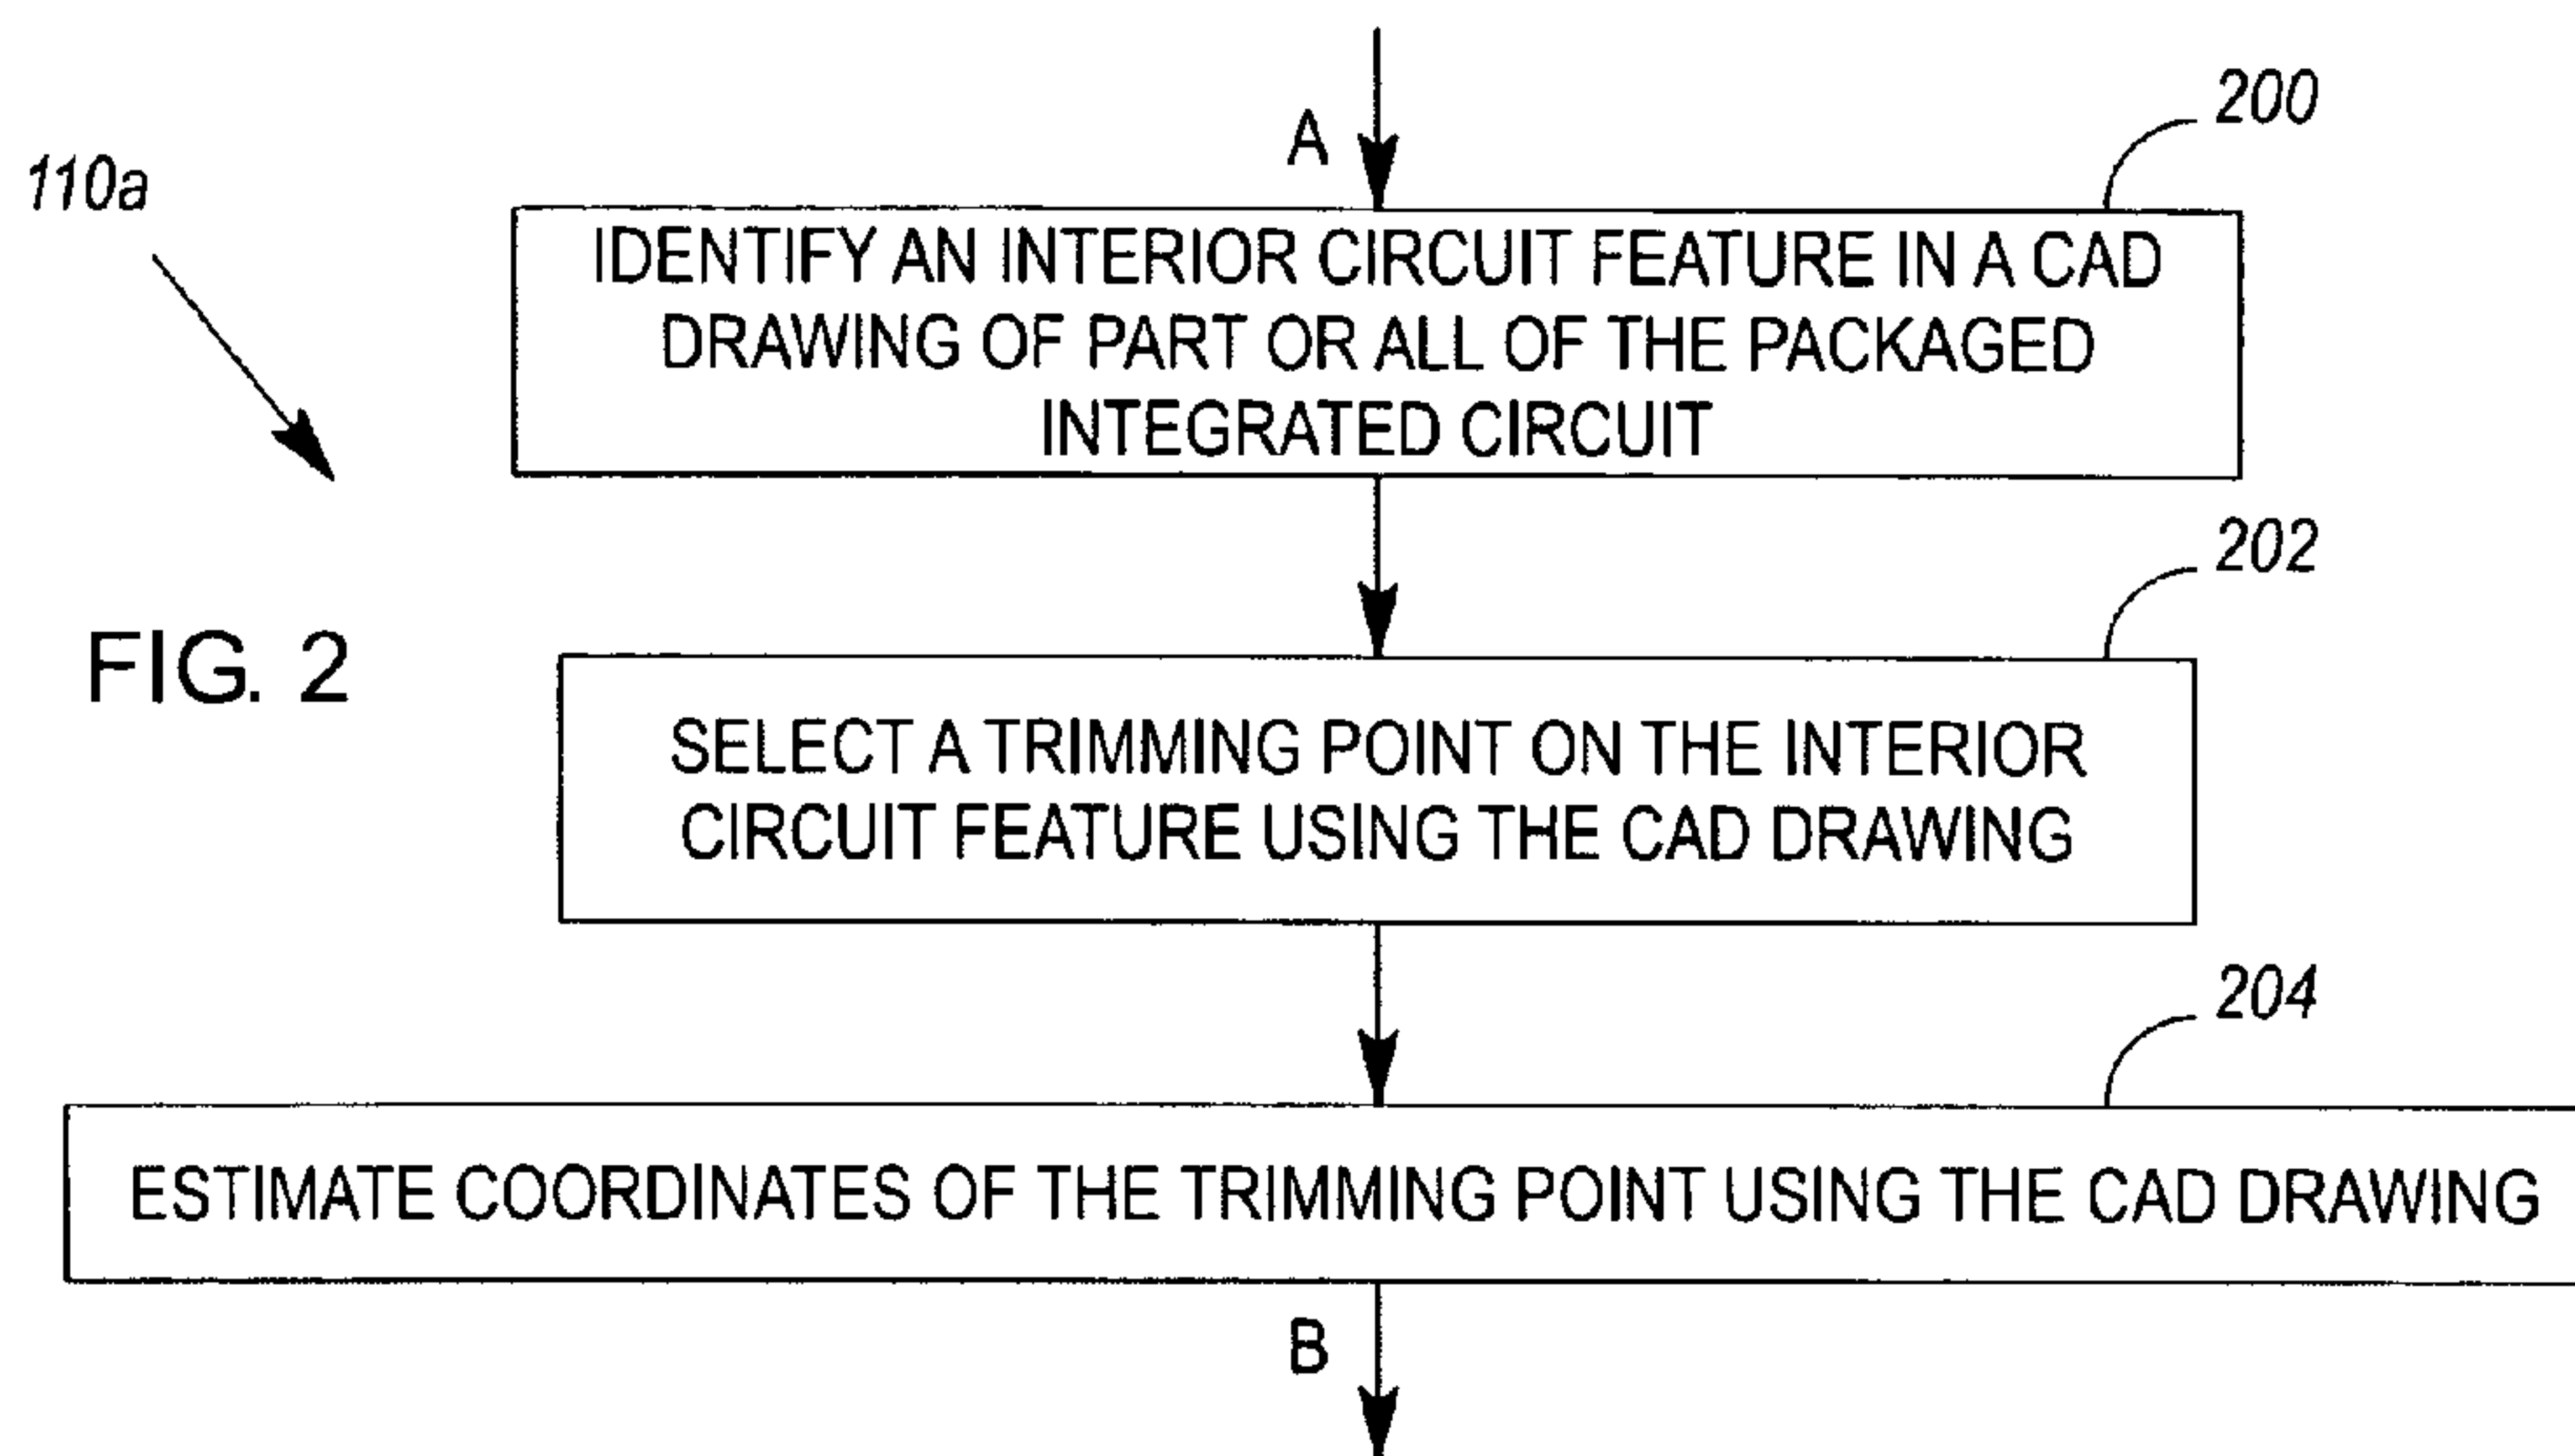 A
200
110a
IDENTIFY AN INTERIOR CIRCUIT FEATURE IN A CAD
DRAWING OF PART OR ALL OF THE PACKAGED
INTEGRATED CIRCUIT
202
FIG. 2
SELECT A TRIMMING POINT ON THE INTERIOR
CIRCUIT FEATURE USING THE CAD DRAWING
204
ESTIMATE COORDINATES OF THE TRIMMING POINT USING THE CAD DRAWING
B